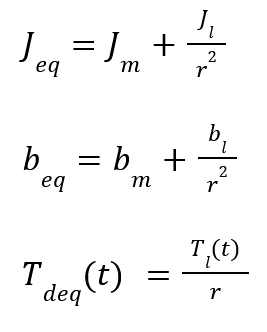 J_eq = J_m + J_l / r^2
b_eq = b_m + b_l / r^2
T_deq(t) = T_l(t) / r